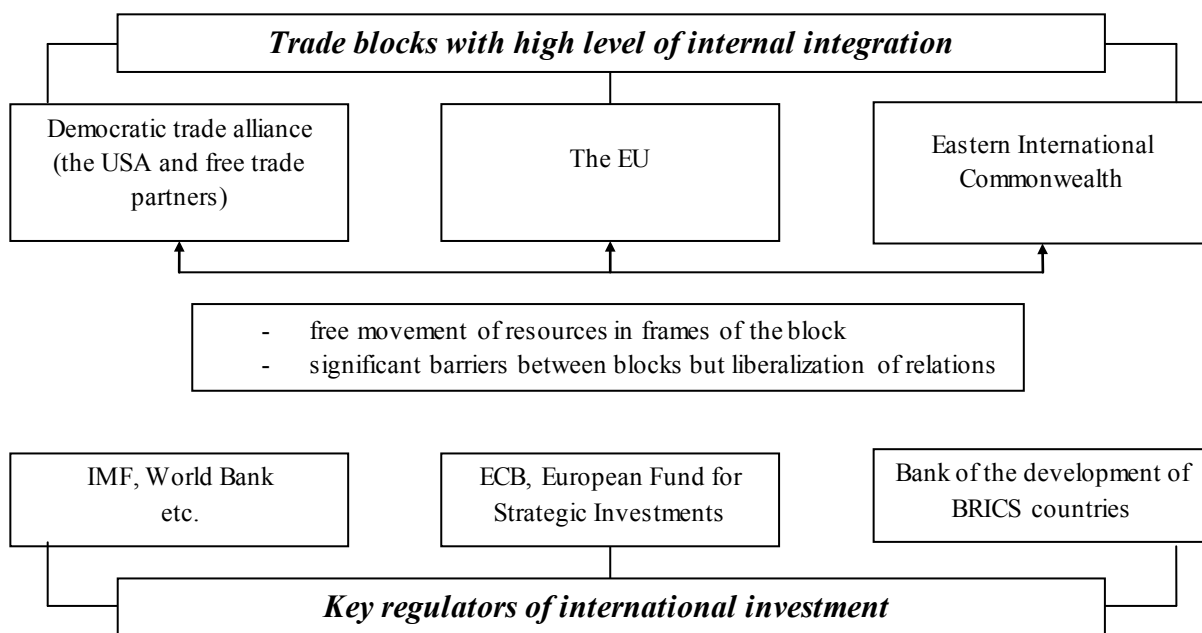 Trade blocks with high level of internal integration
Democratic trade alliance
(the USA and free trade
partners)
The EU
Eastern International
Commonwealth
- free movement of resources in frames of the block
- significant barriers between blocks but liberalization of relations
IMF, World Bank
etc.
ECB, European Fund for
Strategic Investments
Bank of the development of
BRICS countries
Key regulators of international investment